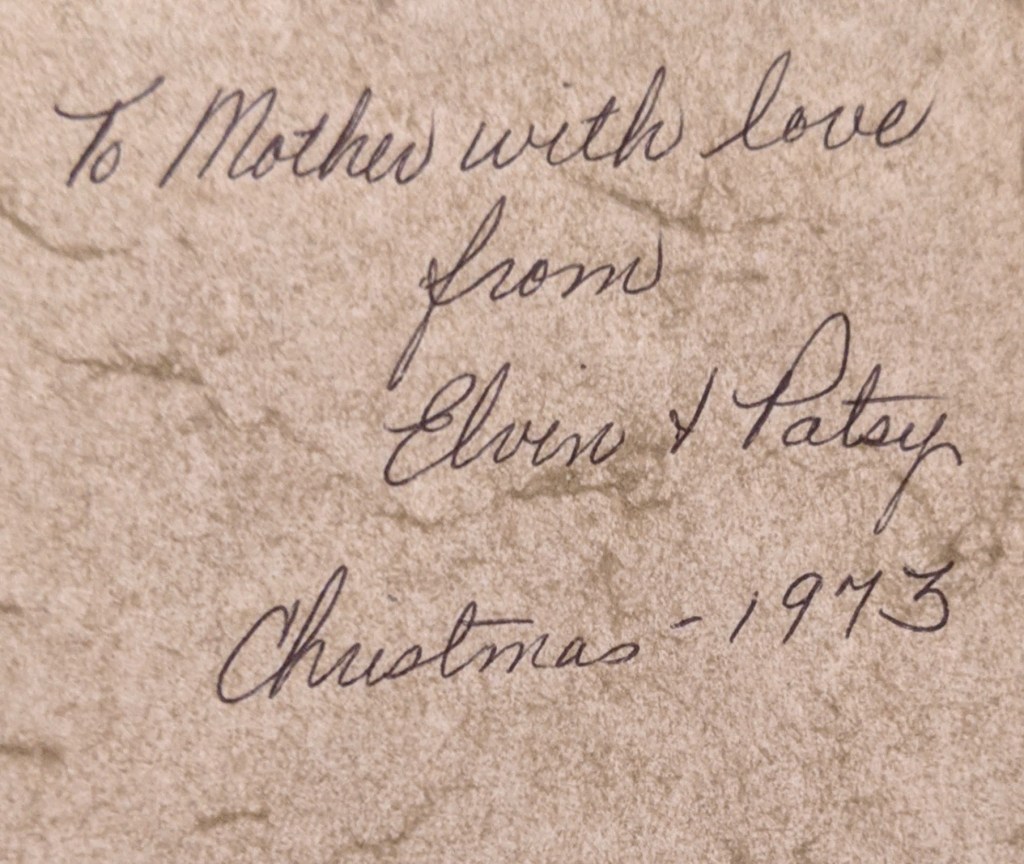 To Mother with love
from
Elvin & Patsy
Christmas - 1973